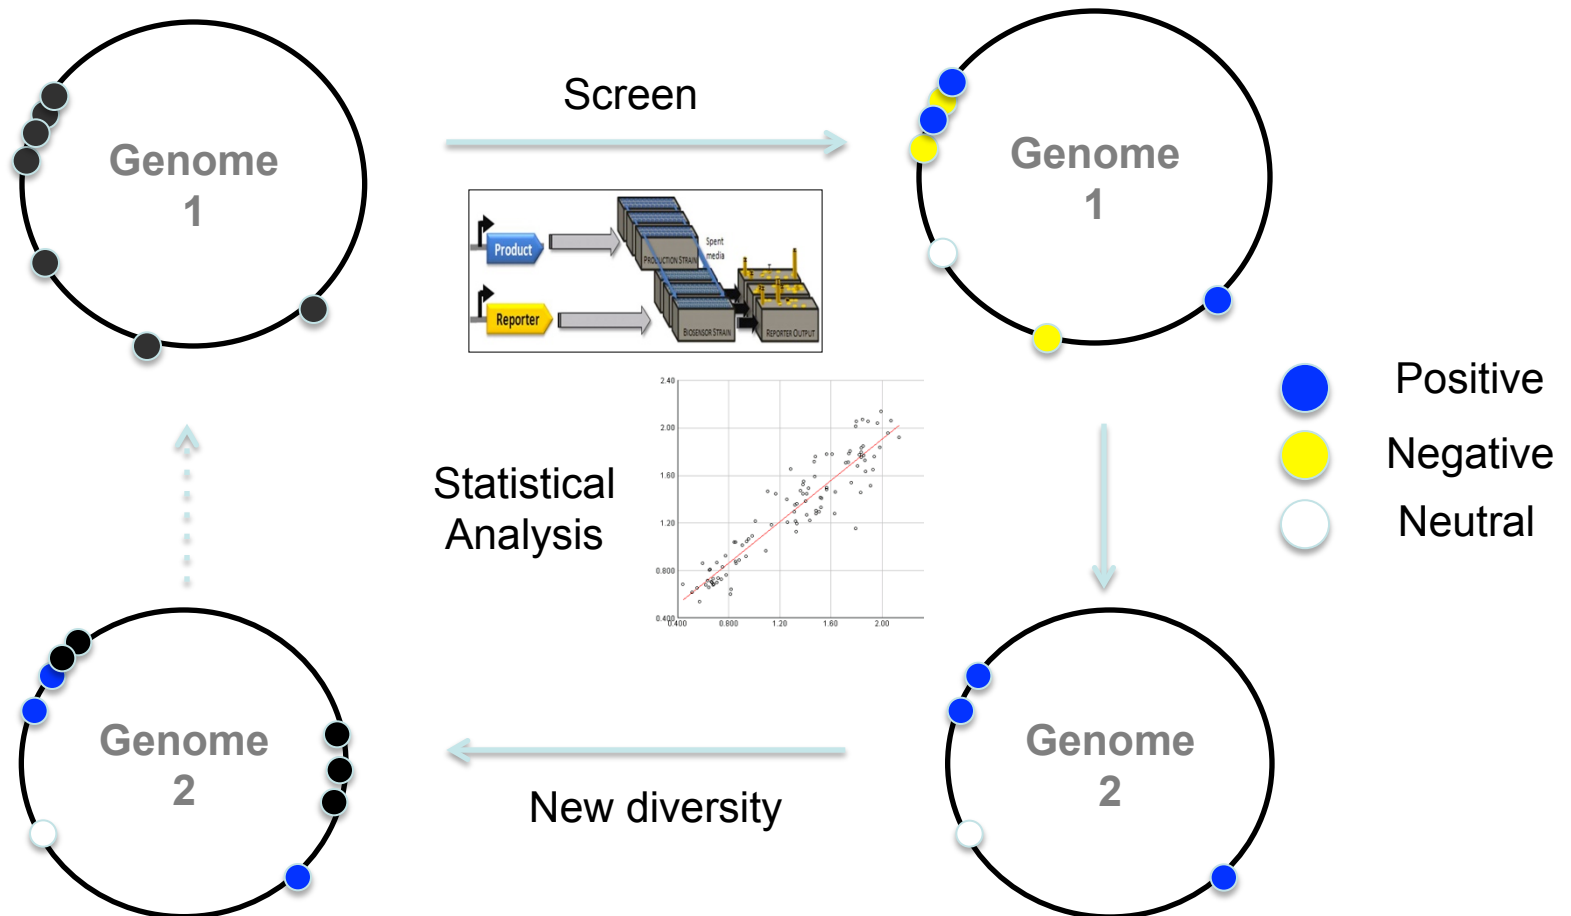 Screen
Genome
1
Genome
1
Product
PRODUCTION STRAIN
Spent
media
Reporter
BIOSENSOR STRAIN
REPORTER OUTPUT
Positive
Negative
Neutral
Statistical
Analysis
2.40
2.00
1.60
1.20
0.800
0.400
0.400 0.800 1.20 1.60 2.00
Genome
2
New diversity
Genome
2